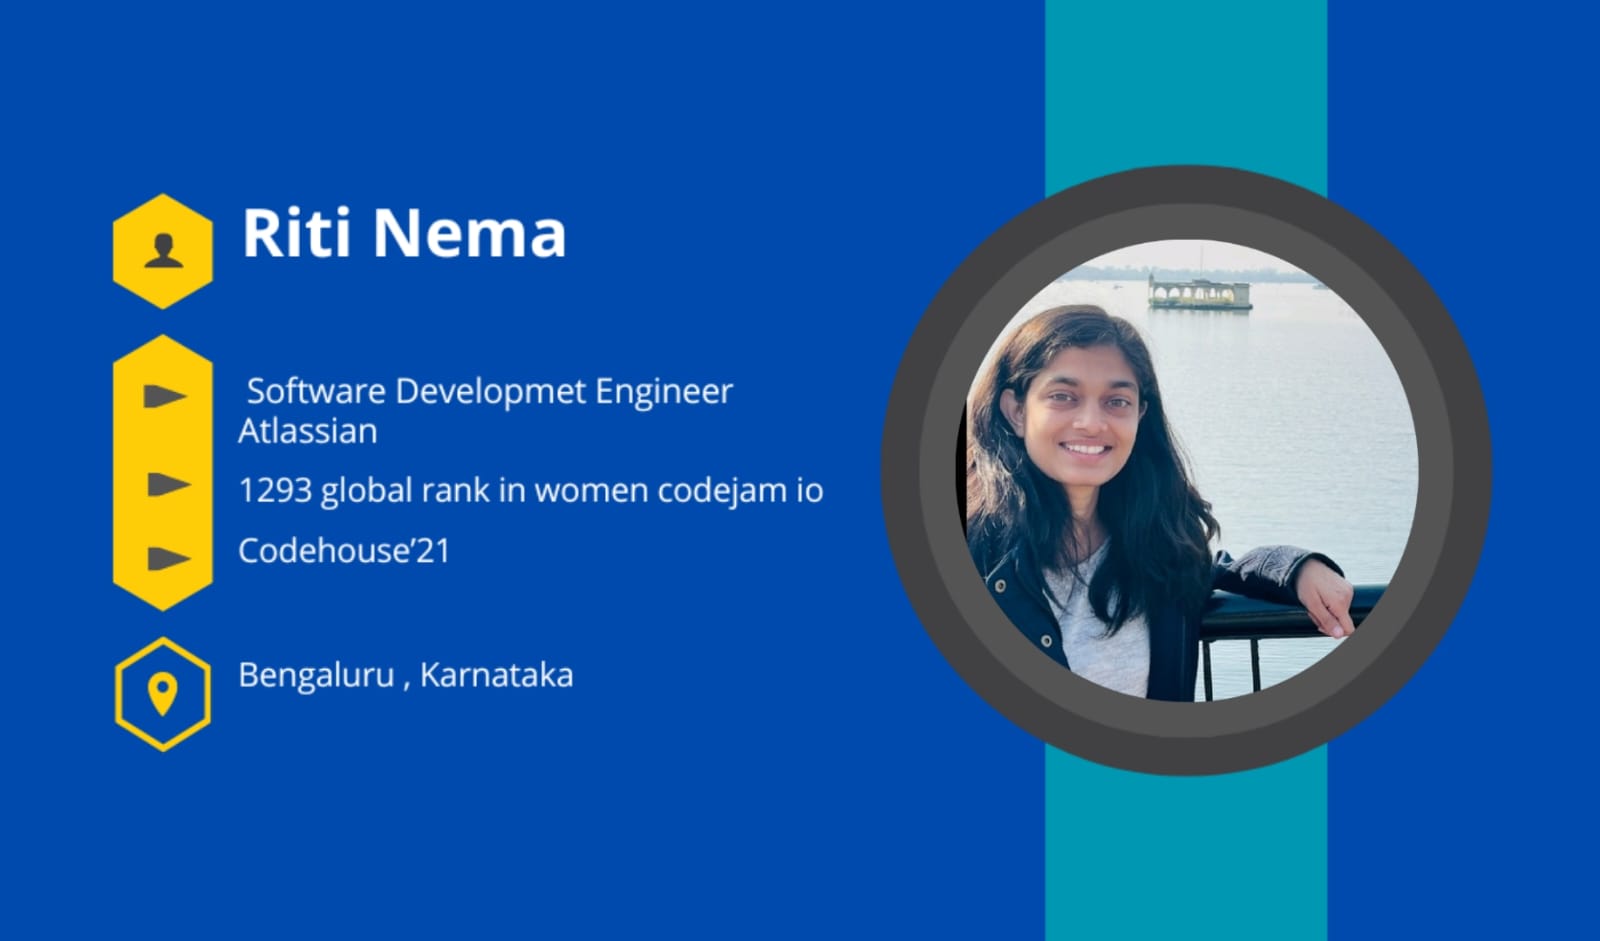 Riti Nema
Software Developmet Engineer
Atlassian
1293 global rank in women codejam io
Codehouse’21
Bengaluru , Karnataka